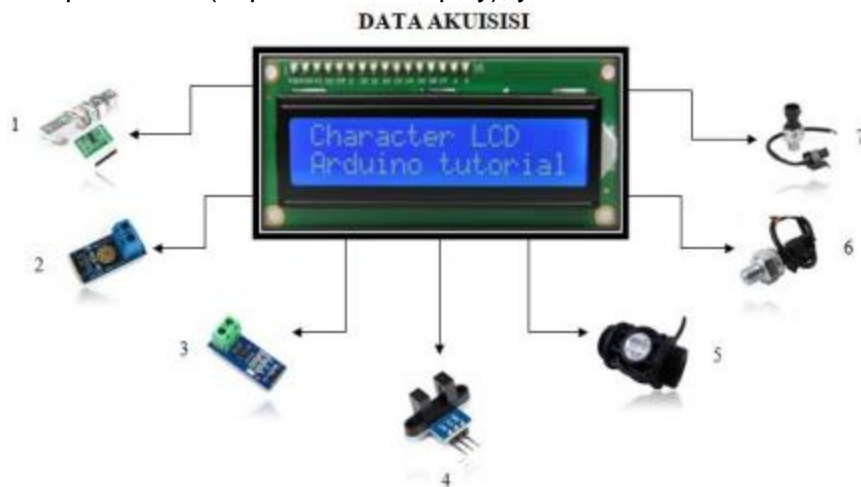 DATA AKUISISI
Character LCD
Arduino tutorial
1
2
3
4
5
6
7